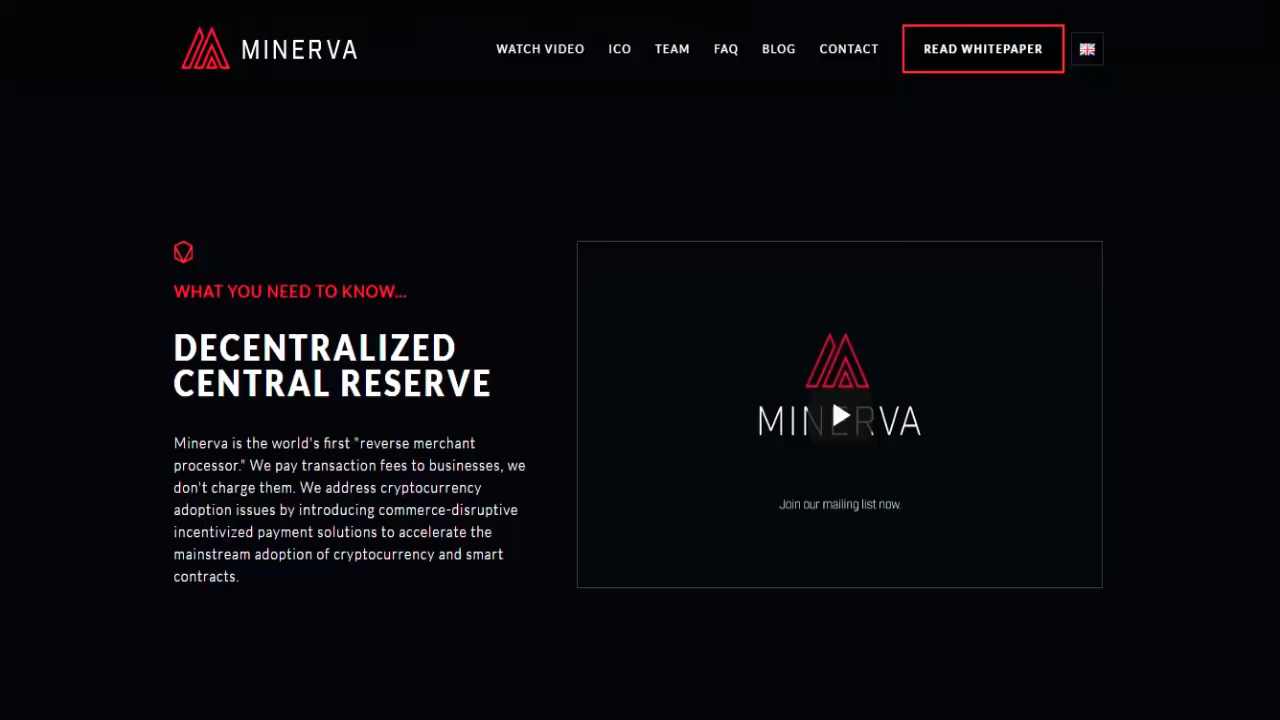 MINERVA
WATCH VIDEO
ICO
TEAM
FAQ
BLOG
CONTACT
READ WHITEPAPER
WHAT YOU NEED TO KNOW...
DECENTRALIZED
CENTRAL RESERVE
Minerva is the world's first "reverse merchant
processor." We pay transaction fees to businesses, we
don't charge them. We address cryptocurrency
adoption issues by introducing commerce-disruptive
incentivized payment solutions to accelerate the
mainstream adoption of cryptocurrency and smart
contracts.
MINERVA
Join our mailing list now.